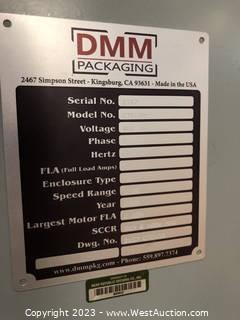 DMM
PACKAGING
2467 Simpson Street - Kingsburg, CA 93631 - Made in the USA
Serial No.
Model No.
Voltage
Phase
Hertz
FLA (Full Load Amps)
Enclosure Type
Speed Range
Year
Largest Motor FLA
SCCR
Dwg. No.
www.dmmpkg.com Phone: 559.897.2374
Copyright 2023 - www.WestAuction.com